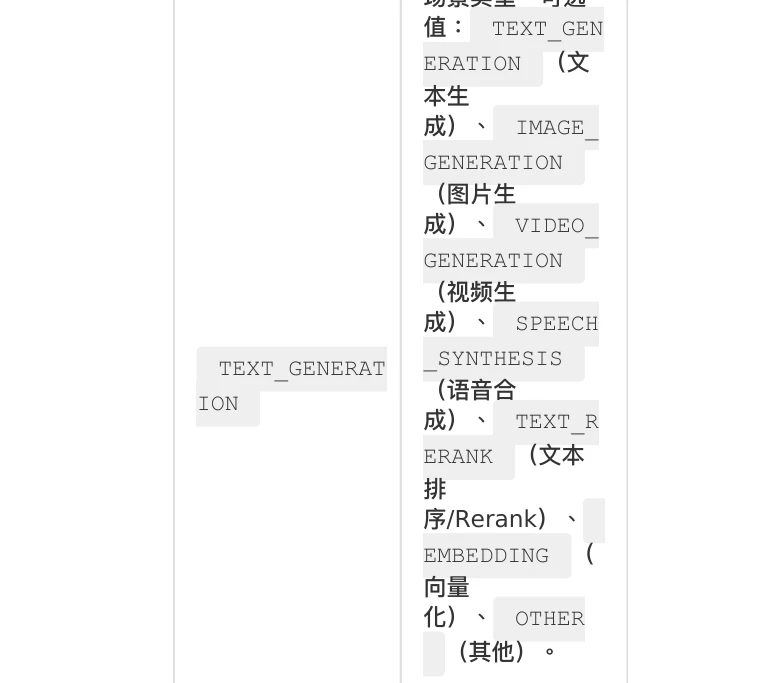 TEXT_GENERAT
ION
值： TEXT_GEN
ERATION （文
本生
成）、 IMAGE_
GENERATION
（图片生
成）、 VIDEO_
GENERATION
（视频生
成）、 SPEECH
_SYNTHESIS
（语音合
成）、 TEXT_R
ERANK （文本
排
序/Rerank）、
EMBEDDING （
向量
化）、 OTHER
（其他）。